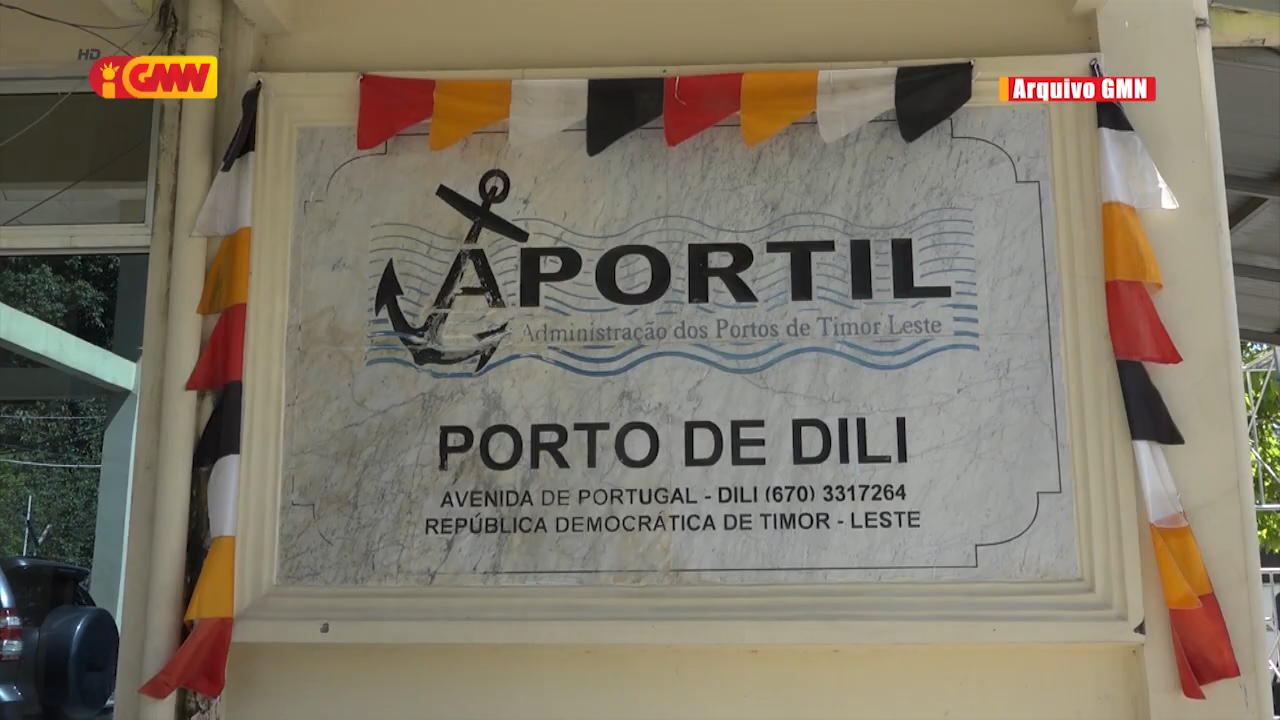 HD
GMN
Arquivo GMN
APORTIL
Administração dos Portos de Timor Leste
PORTO DE DILI
AVENIDA DE PORTUGAL - DILI (670) 3317264
REPÚBLICA DEMOCRÁTICA DE TIMOR - LESTE